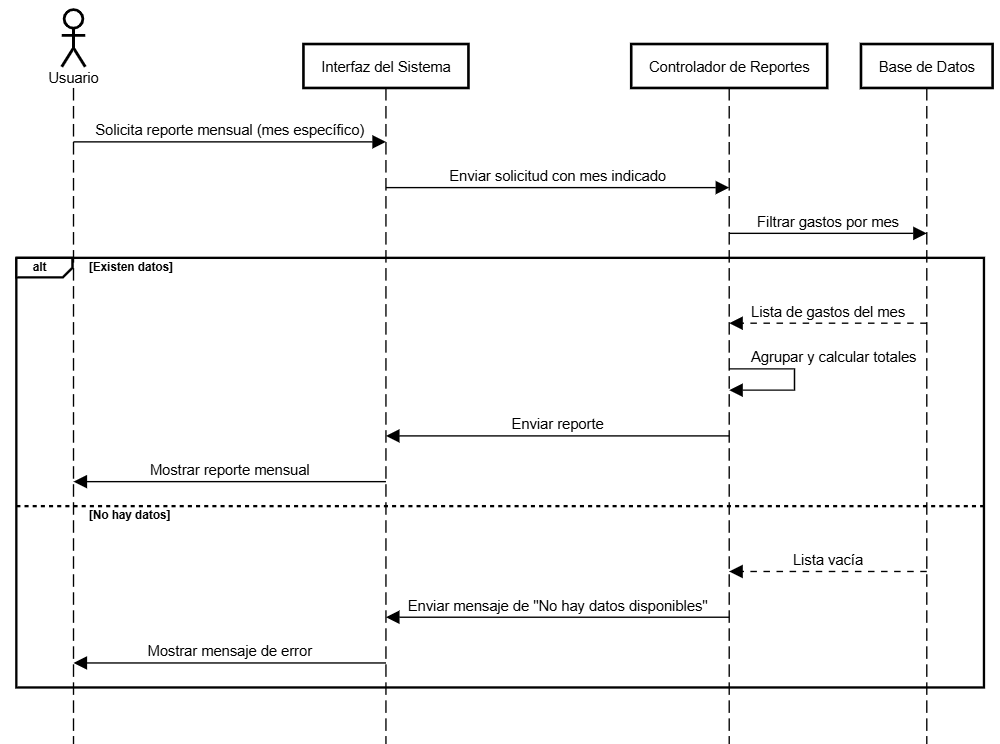 Usuario
Interfaz del Sistema
Controlador de Reportes
Base de Datos
Solicita reporte mensual (mes específico)
Enviar solicitud con mes indicado
Filtrar gastos por mes
alt
[Existen datos]
Lista de gastos del mes
Agrupar y calcular totales
Enviar reporte
Mostrar reporte mensual
[No hay datos]
Lista vacía
Enviar mensaje de "No hay datos disponibles"
Mostrar mensaje de error